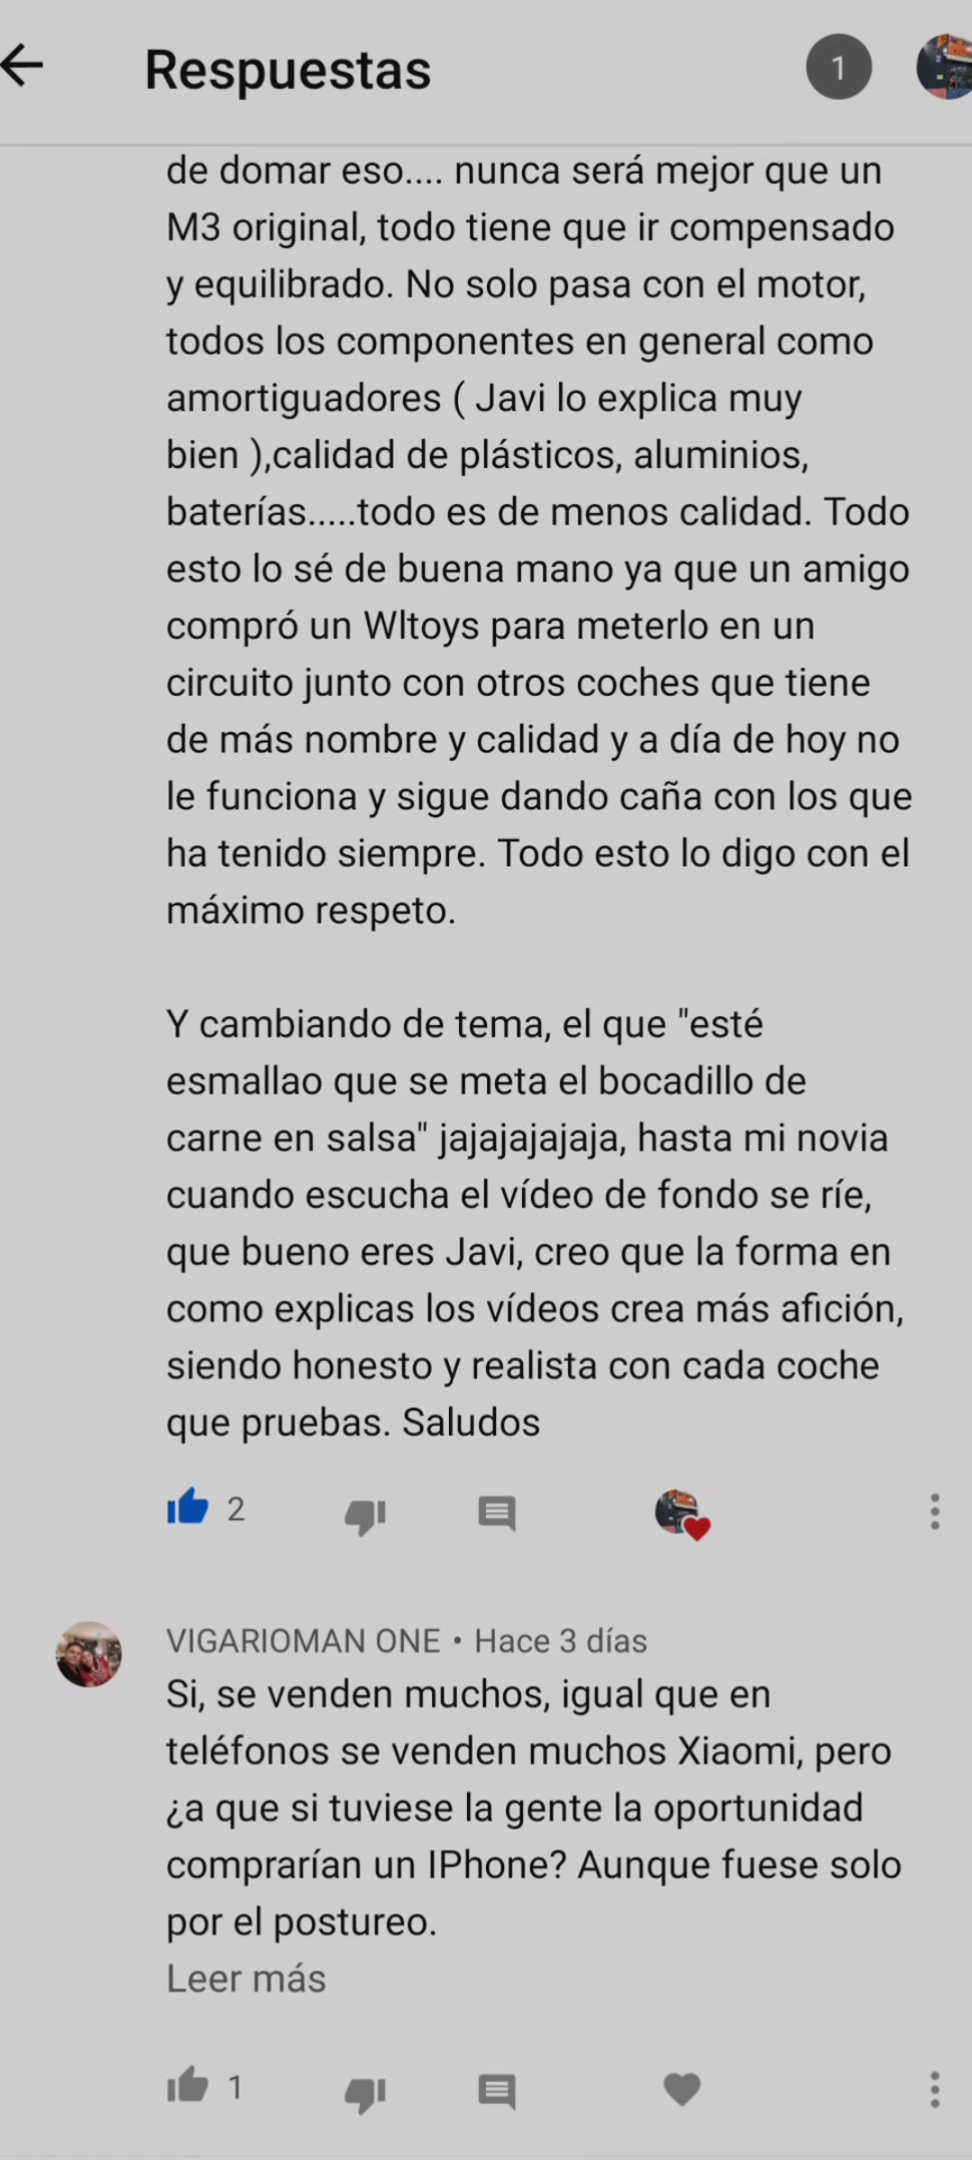 Respuestas
1
de domar eso.... nunca será mejor que un
M3 original, todo tiene que ir compensado
y equilibrado. No solo pasa con el motor,
todos los componentes en general como
amortiguadores ( Javi lo explica muy
bien ),calidad de plásticos, aluminios,
baterías.....todo es de menos calidad. Todo
esto lo sé de buena mano ya que un amigo
compró un Wltoys para meterlo en un
circuito junto con otros coches que tiene
de más nombre y calidad y a día de hoy no
le funciona y sigue dando caña con los que
ha tenido siempre. Todo esto lo digo con el
máximo respeto.
Y cambiando de tema, el que "esté
esmallao que se meta el bocadillo de
carne en salsa" jajajajajaja, hasta mi novia
cuando escucha el vídeo de fondo se ríe,
que bueno eres Javi, creo que la forma en
como explicas los vídeos crea más afición,
siendo honesto y realista con cada coche
que pruebas. Saludos
2
VIGARIOMAN ONE • Hace 3 días
Si, se venden muchos, igual que en
teléfonos se venden muchos Xiaomi, pero
¿a que si tuviese la gente la oportunidad
comprarían un IPhone? Aunque fuese solo
por el postureo.
Leer más
1